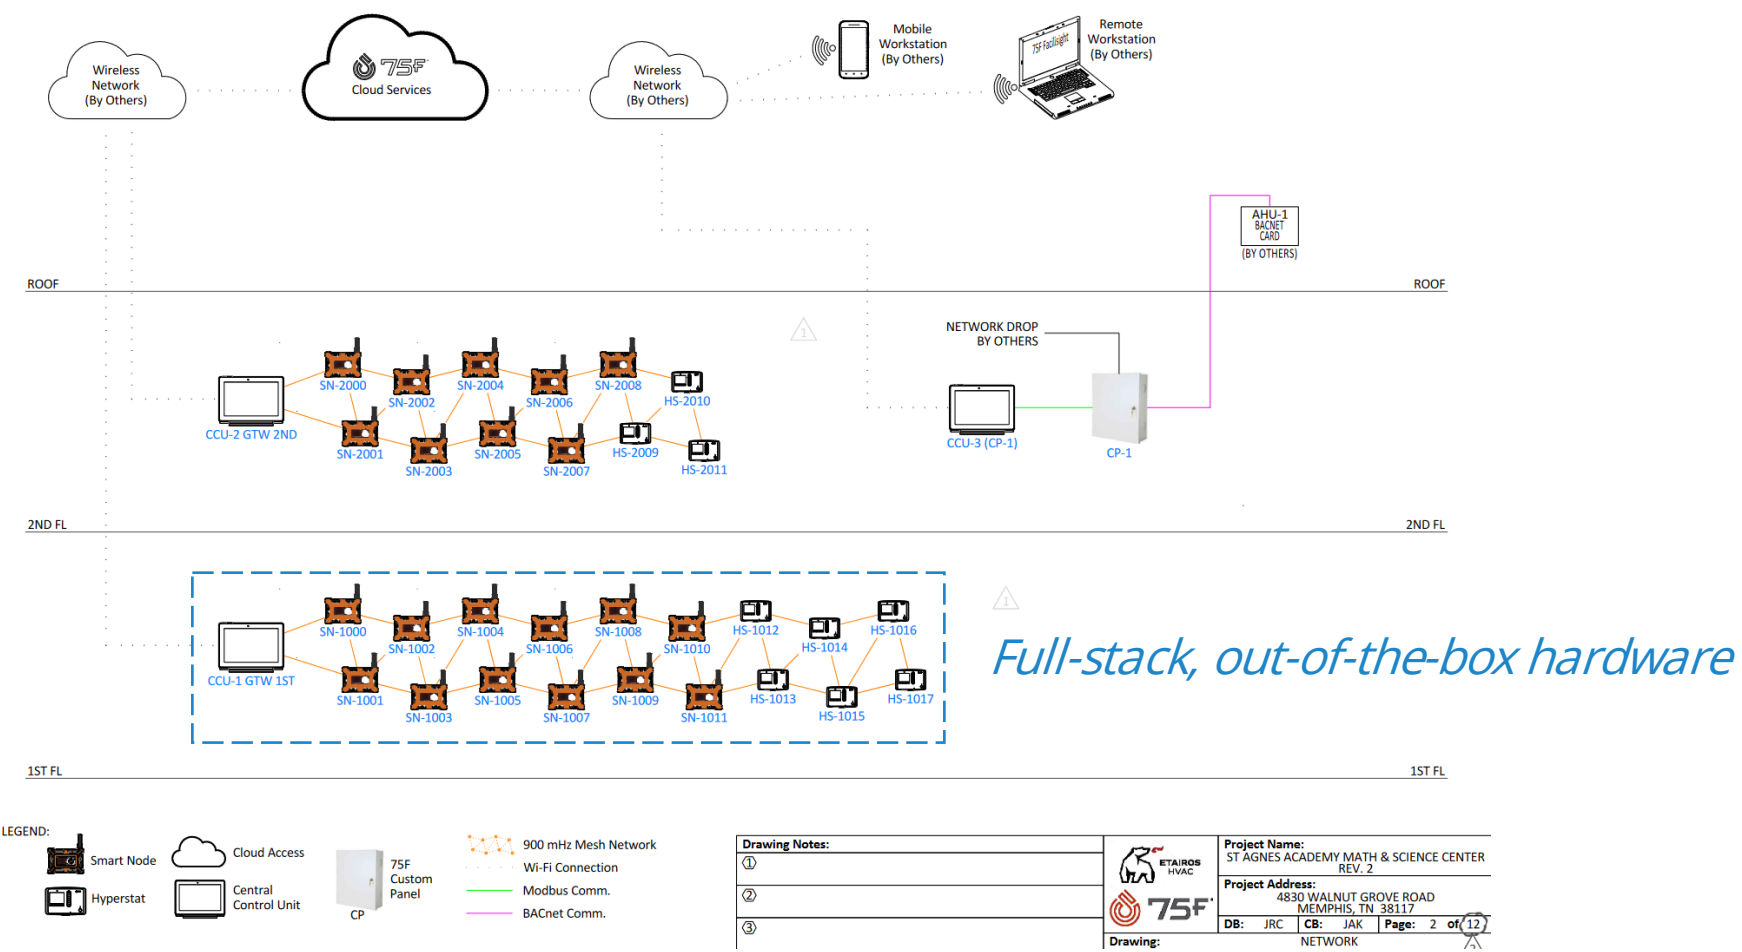 Wireless
Network
(By Others)
75F
Cloud Services
Wireless
Network
(By Others)
Mobile
Workstation
(By Others)
75F Facilisight
Remote
Workstation
(By Others)
AHU-1
BACNET
CARD
(BY OTHERS)
ROOF
ROOF
1
NETWORK DROP
BY OTHERS
SN-2000
SN-2002
SN-2004
SN-2006
SN-2008
HS-2010
CCU-2 GTW 2ND
SN-2001
SN-2003
SN-2005
SN-2007
HS-2009
HS-2011
CCU-3 (CP-1)
CP-1
2ND FL
2ND FL
SN-1000
SN-1002
SN-1004
SN-1006
SN-1008
SN-1010
HS-1012
HS-1014
HS-1016
CCU-1 GTW 1ST
SN-1001
SN-1003
SN-1005
SN-1007
SN-1009
SN-1011
HS-1013
HS-1015
HS-1017
1
Full-stack, out-of-the-box hardware
1ST FL
1ST FL
LEGEND:
Smart Node
Hyperstat
Cloud Access
Central
Control Unit
CP
75F
Custom
Panel
900 mHz Mesh Network
Wi-Fi Connection
Modbus Comm.
BACnet Comm.
Drawing Notes:
1
2
3
ETAIROS
HVAC
75F
Project Name:
ST AGNES ACADEMY MATH & SCIENCE CENTER
REV. 2
Project Address:
4830 WALNUT GROVE ROAD
MEMPHIS, TN 38117
DB: JRC CB: JAK Page: 2 of 12
Drawing: NETWORK